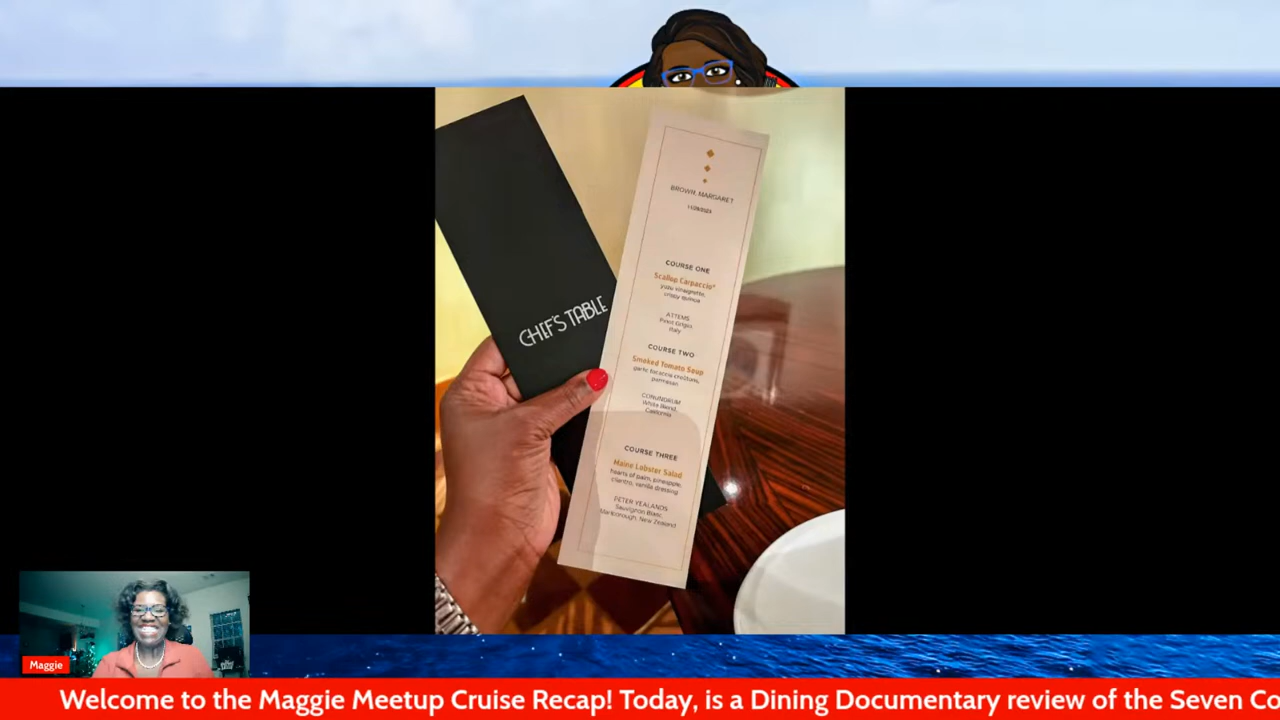 CHEF'S TABLE
BROWN, MARGARET
COURSE ONE
Scallop Carpaccio*
yuzu vinaigrette,
crispy quinoa
ATTEMS
Pinot Grigio
Italy
COURSE TWO
Smoked Tomato Soup
garlic focaccia croutons,
parmesan
CONUNDRUM
White Blend,
California
COURSE THREE
Maine Lobster Salad
hearts of palm, pineapple,
cilantro, vanilla dressing
PETER YEALANDS
Sauvignon Blanc,
Marlborough, New Zealand
Maggie
Welcome to the Maggie Meetup Cruise Recap! Today, is a Dining Documentary review of the Seven Co